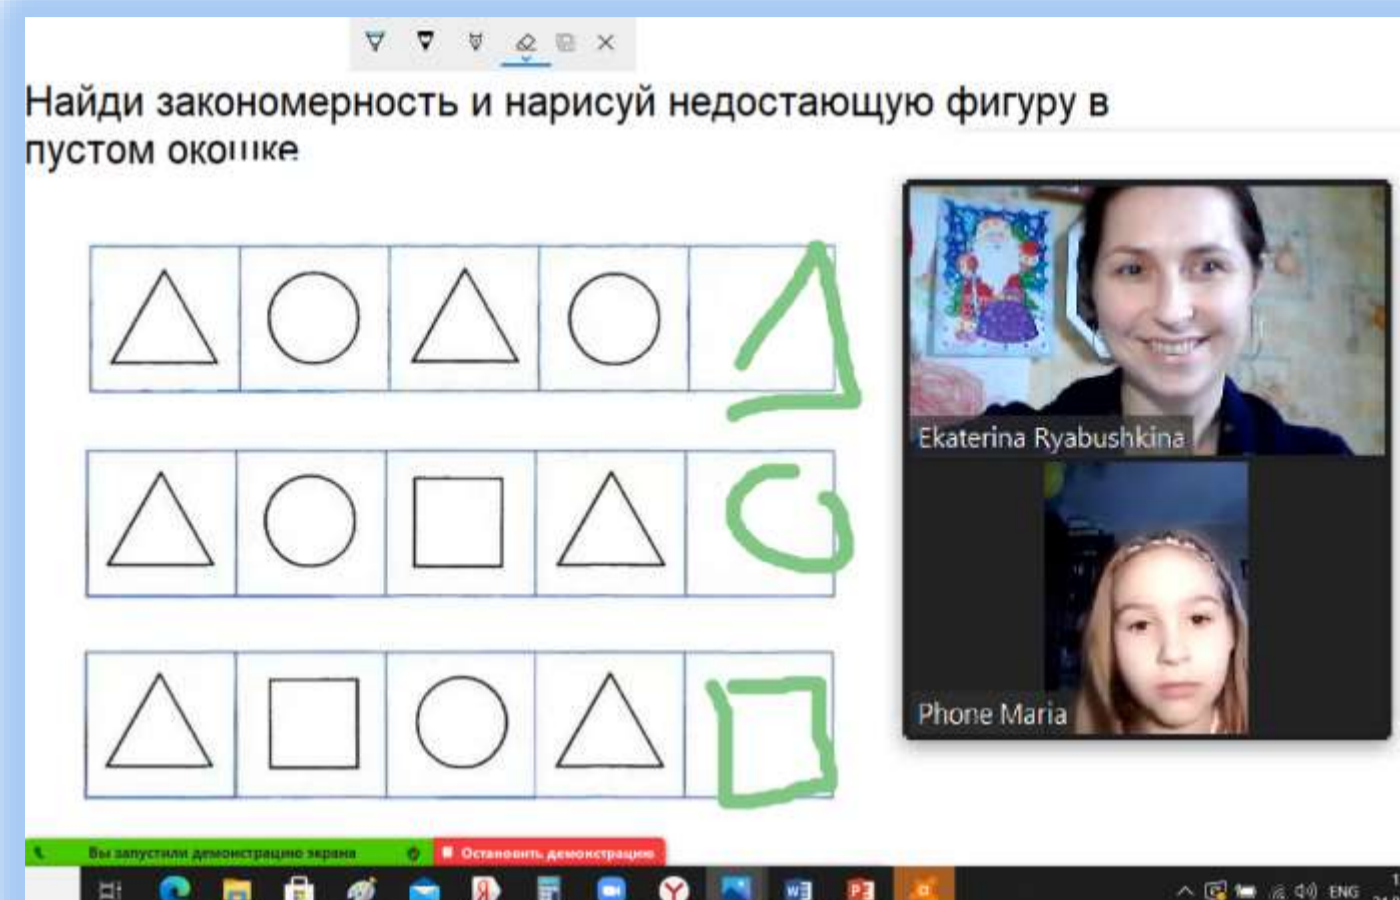 Найди закономерность и нарисуй недостающую фигуру в
пустом окошке
Ekaterina Ryabushkina
Phone Maria
Вы запустили демонстрацию экрана
Остановить демонстрацию
ENG